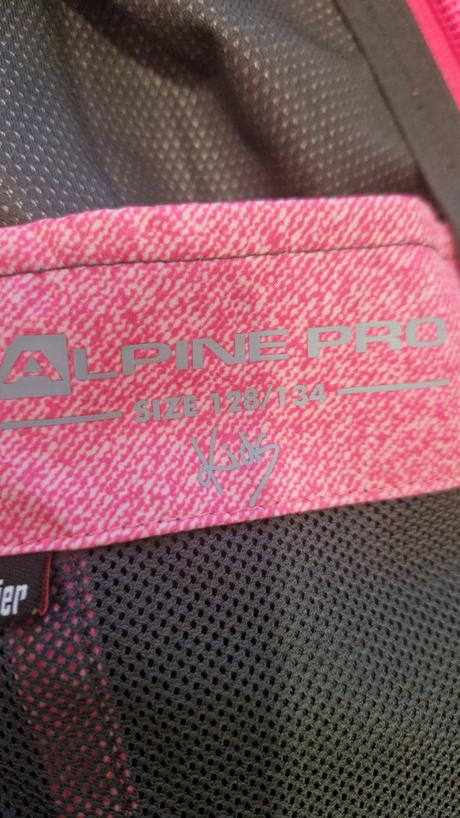 ALPINE PRO
SIZE 128/134
Kids